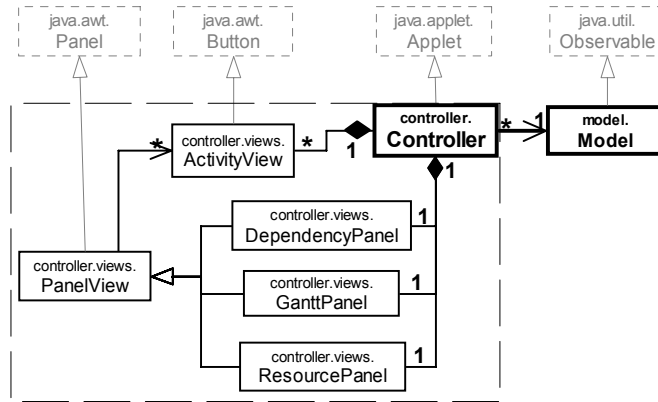 java.awt.
Panel
java.awt.
Button
java.applet.
Applet
java.util.
Observable
controller.views.
ActivityView
controller.
Controller
model.
Model
*
*
1
*
1
1
controller.views.
DependencyPanel
1
controller.views.
PanelView
controller.views.
GanttPanel
1
controller.views.
ResourcePanel
1